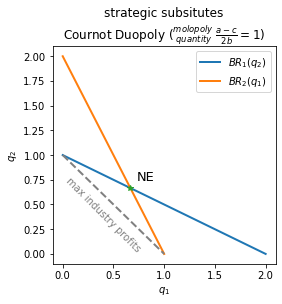 strategic subsitutes
Cournot Duopoly (molopoly quantity a−c/2b = 1)
2.00
1.75
1.50
1.25
1.00
0.75
0.50
0.25
0.00
q₂
BR₁(q₂)
BR₂(q₁)
NE
max industry profits
0.0 0.5 1.0 1.5 2.0
q₁